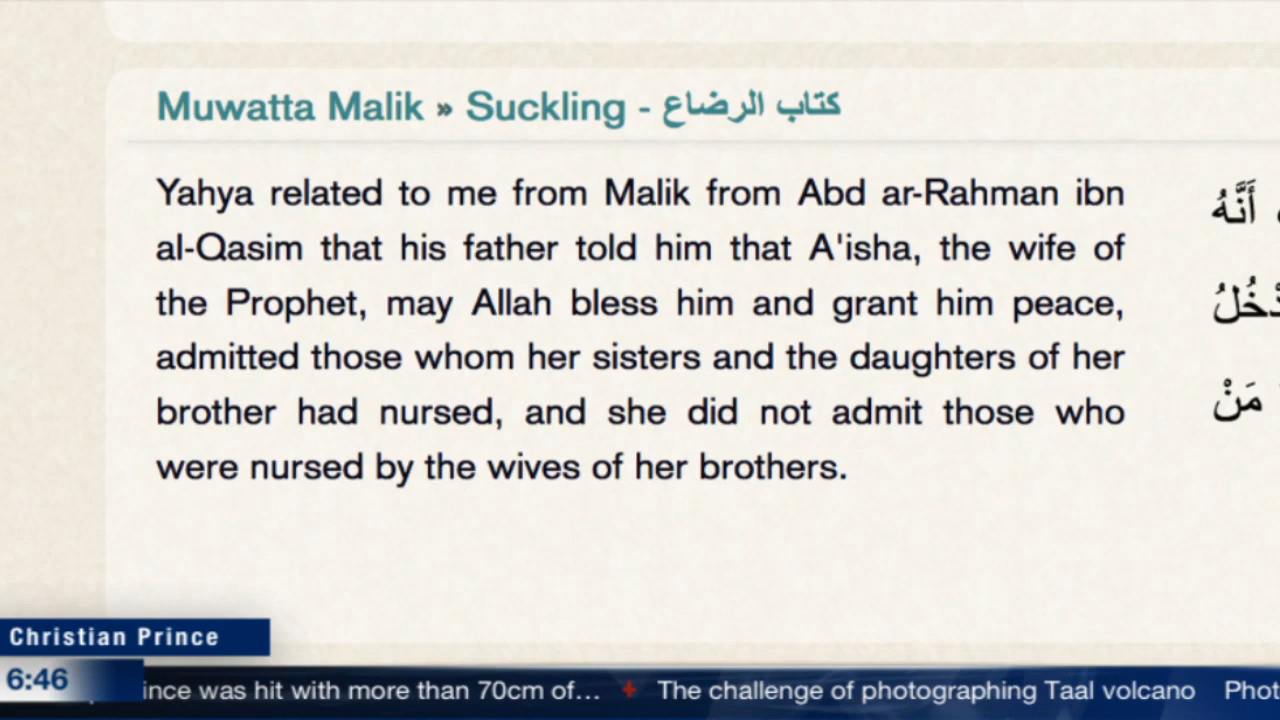 Muwatta Malik » Suckling - كتاب الرضاع
Yahya related to me from Malik from Abd ar-Rahman ibn
al-Qasim that his father told him that A'isha, the wife of
the Prophet, may Allah bless him and grant him peace,
admitted those whom her sisters and the daughters of her
brother had nursed, and she did not admit those who
were nursed by the wives of her brothers.
أَنَّهُ
مَنْ
Christian Prince
6:46
ince was hit with more than 70cm of...
The challenge of photographing Taal volcano
Phot